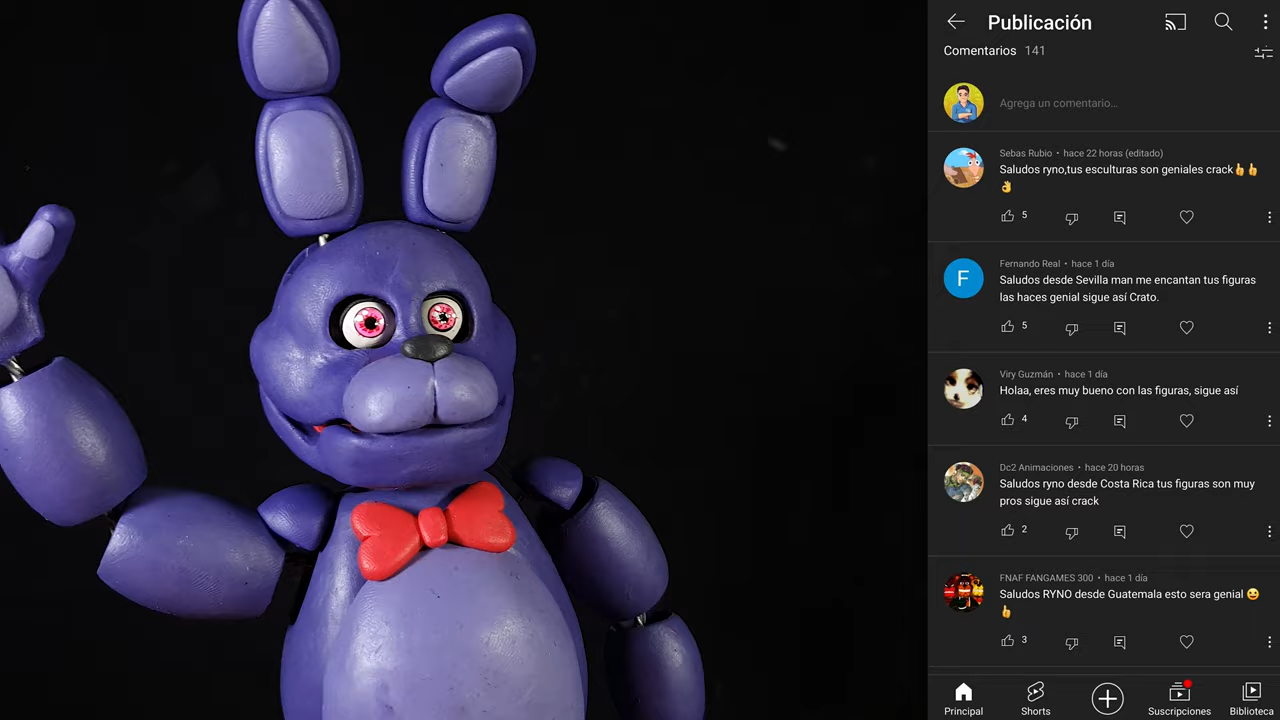 Publicación
Comentarios 141
Agrega un comentario...
Sebas Rubio • hace 22 horas (editado)
Saludos ryno,tus esculturas son geniales crack👍👍
👌
5
Fernando Real • hace 1 día
Saludos desde Sevilla man me encantan tus figuras
las haces genial sigue así Crato.
5
F
Viry Guzmán • hace 1 día
Holaa, eres muy bueno con las figuras, sigue así
4
Dc2 Animaciones • hace 20 horas
Saludos ryno desde Costa Rica tus figuras son muy
pros sigue así crack
2
FNAF FANGAMES 300 • hace 1 día
Saludos RYNO desde Guatemala esto sera genial 😄
👍
3
Principal
Shorts
Suscripciones
Biblioteca